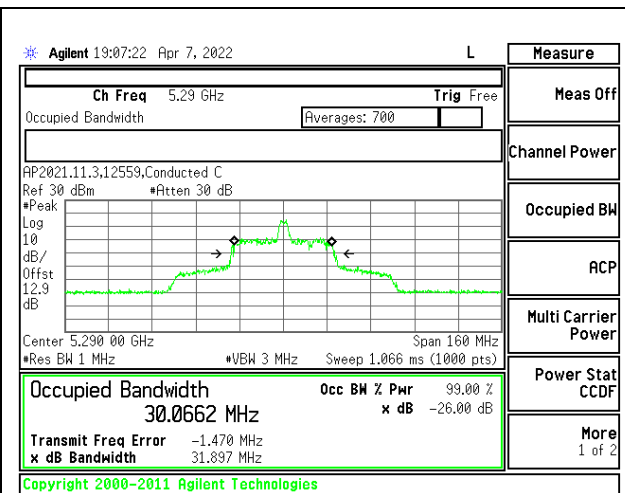 Agilent 19:07:22 Apr 7, 2022 L
Measure
Ch Freq 5.29 GHz Trig Free
Occupied Bandwidth Averages: 700
Meas Off
Channel Power
Occupied BW
ACP
Multi Carrier
Power
Power Stat
CCDF
More
1 of 2
AP2021.11.3,12559,Conducted C
Ref 30 dBm #Atten 30 dB
#Peak
Log
10
dB/
Offst
12.9
dB
Center 5.290 00 GHz Span 160 MHz
#Res BW 1 MHz #VBW 3 MHz Sweep 1.066 ms (1000 pts)
Occupied Bandwidth Occ BW % Pwr 99.00 %
30.0662 MHz x dB -26.00 dB
Transmit Freq Error -1.470 MHz
x dB Bandwidth 31.897 MHz
Copyright 2000-2011 Agilent Technologies